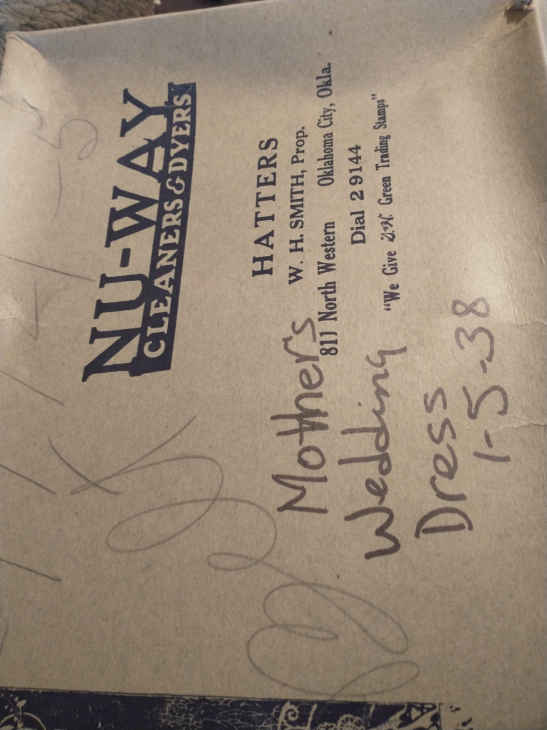 NU-WAY
CLEANERS & DYERS
HATTERS
W. H. SMITH, Prop.
811 North Western Oklahoma City, Okla.
Dial 2 9144
"We Give S&H Green Trading Stamps"
Mothers
Wedding
Dress
1-5-38